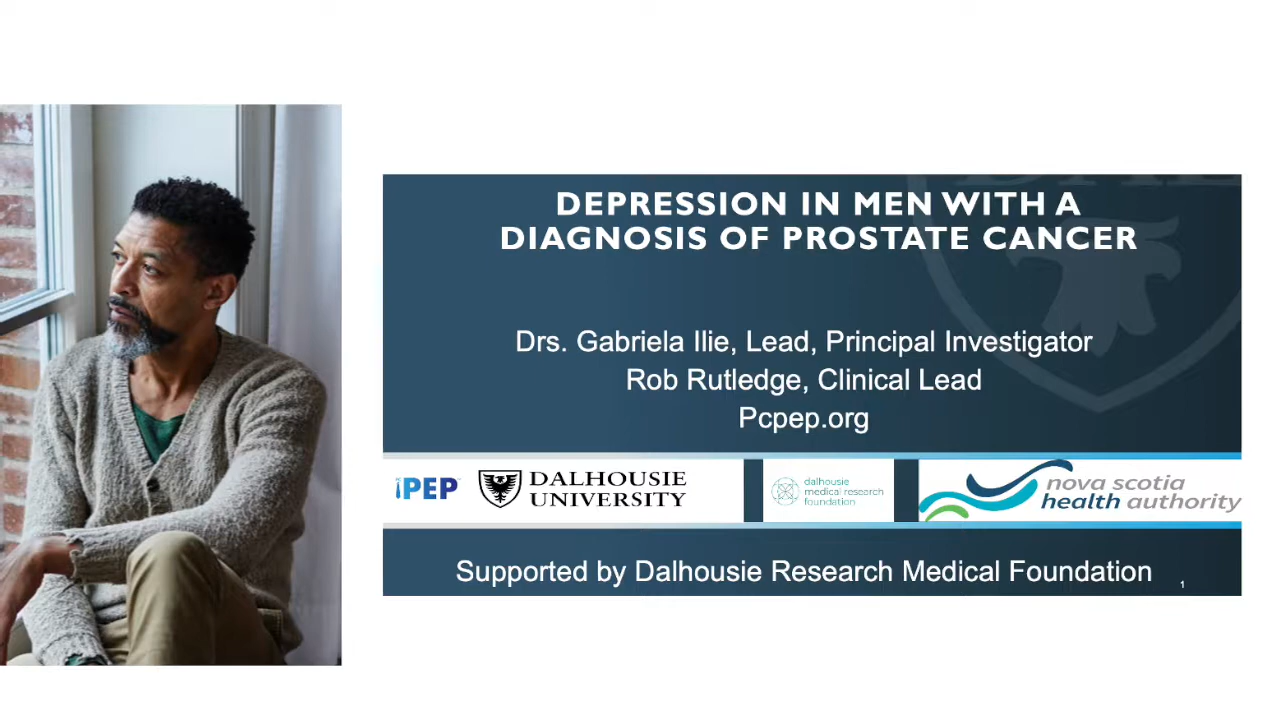 DEPRESSION IN MEN WITH A
DIAGNOSIS OF PROSTATE CANCER
Drs. Gabriela Ilie, Lead, Principal Investigator
Rob Rutledge, Clinical Lead
Pcpep.org
iPEP
DALHOUSIE
UNIVERSITY
dalhousie
medical research
foundation
nova scotia
health authority
Supported by Dalhousie Research Medical Foundation
1